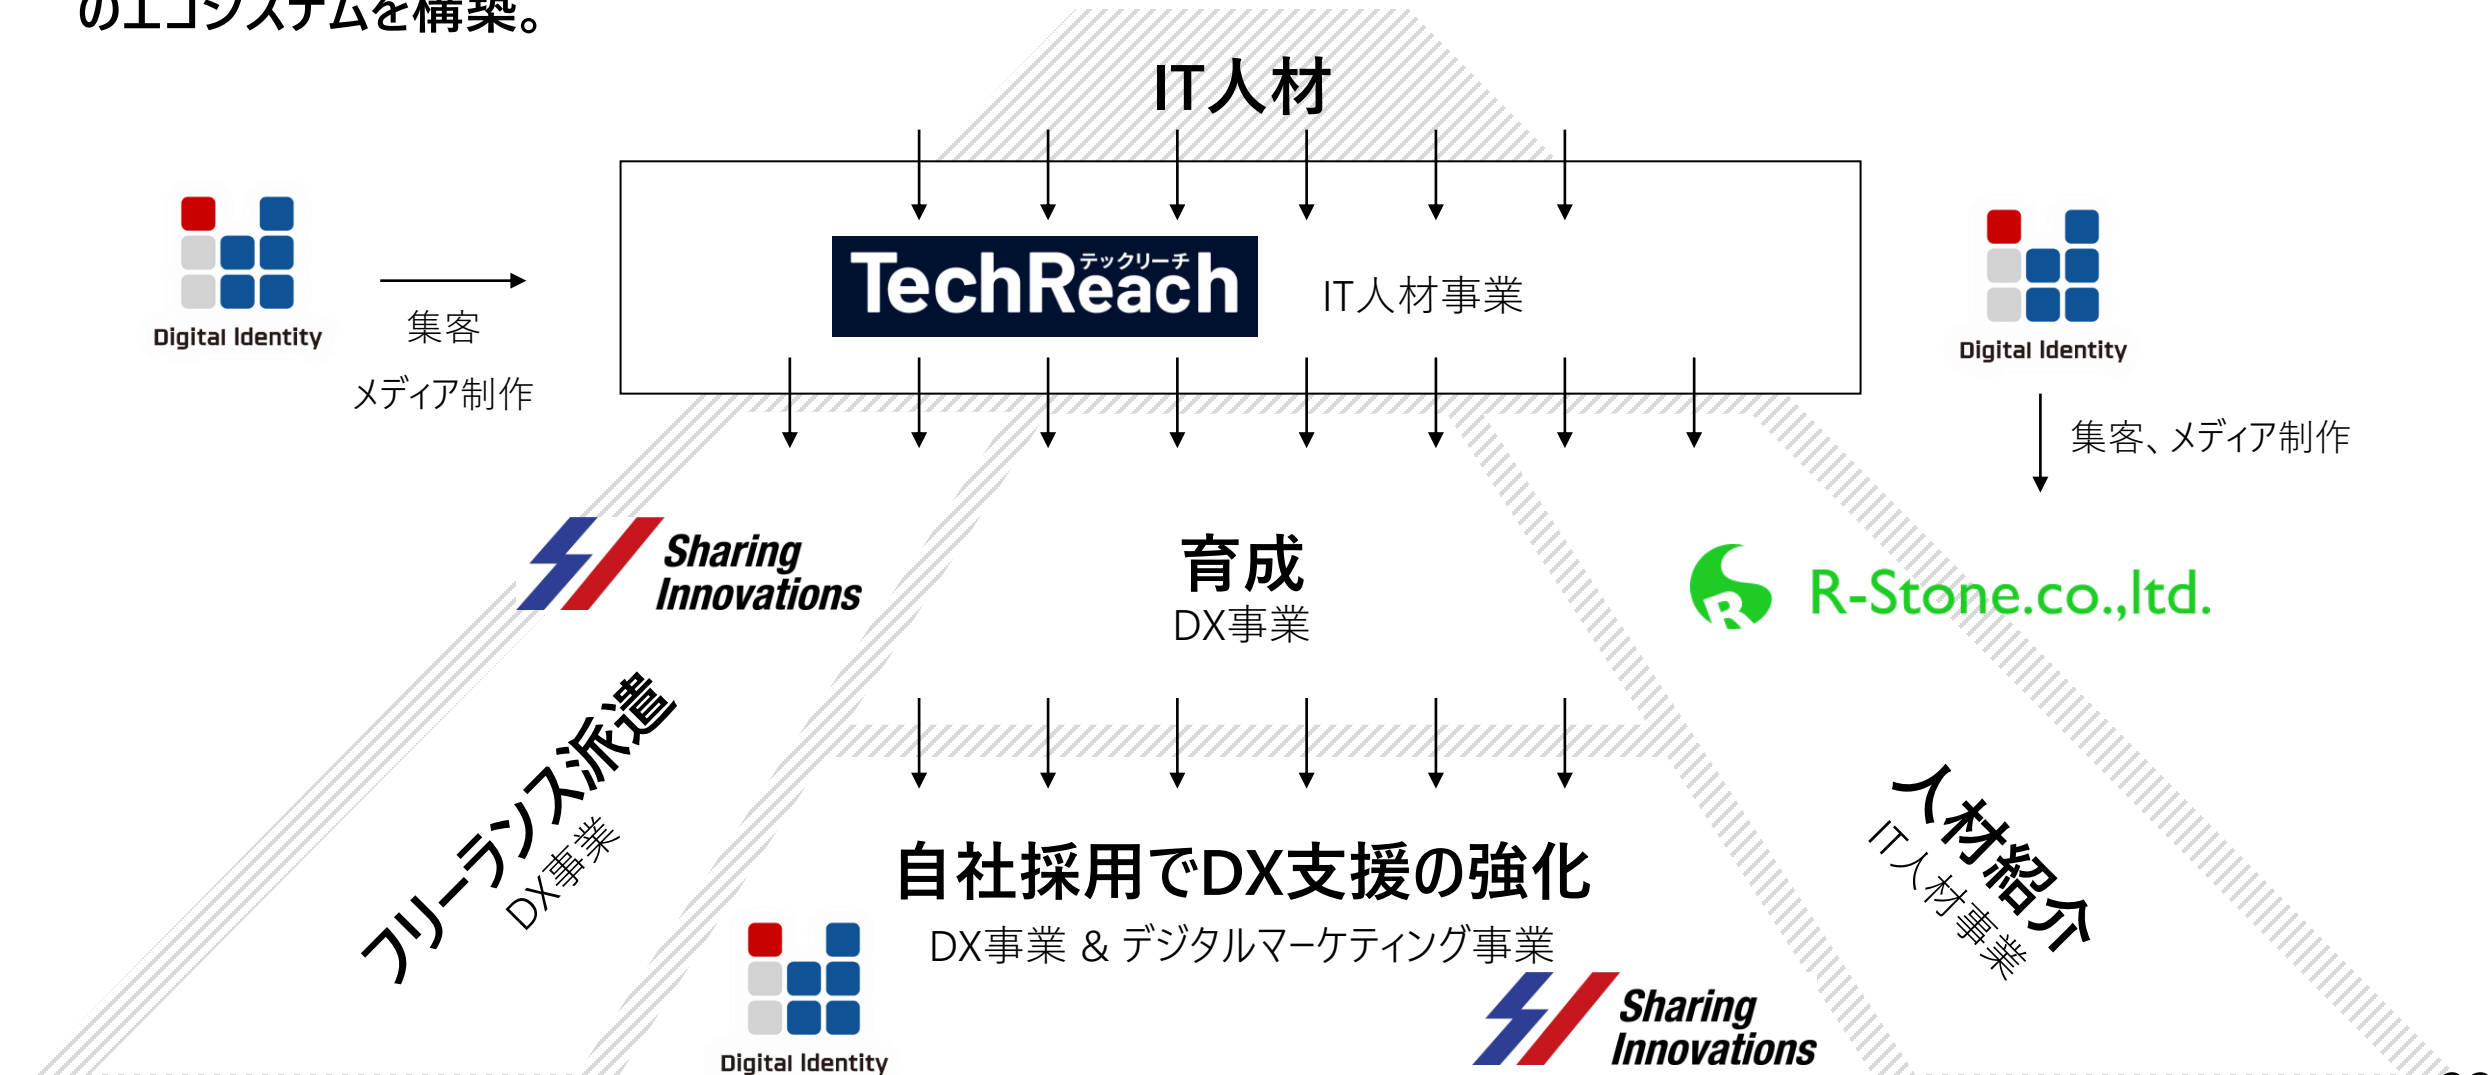 のエコシステムを構築。
IT人材
Digital Identity
集客
メディア制作
テックリーチ
TechReach
IT人材事業
Digital Identity
集客、メディア制作
Sharing
Innovations
育成
DX事業
R-Stone.co.,ltd.
フリーランス派遣
DX事業
人材紹介
IT人材事業
自社採用でDX支援の強化
DX事業 & デジタルマーケティング事業
Digital Identity
Sharing
Innovations